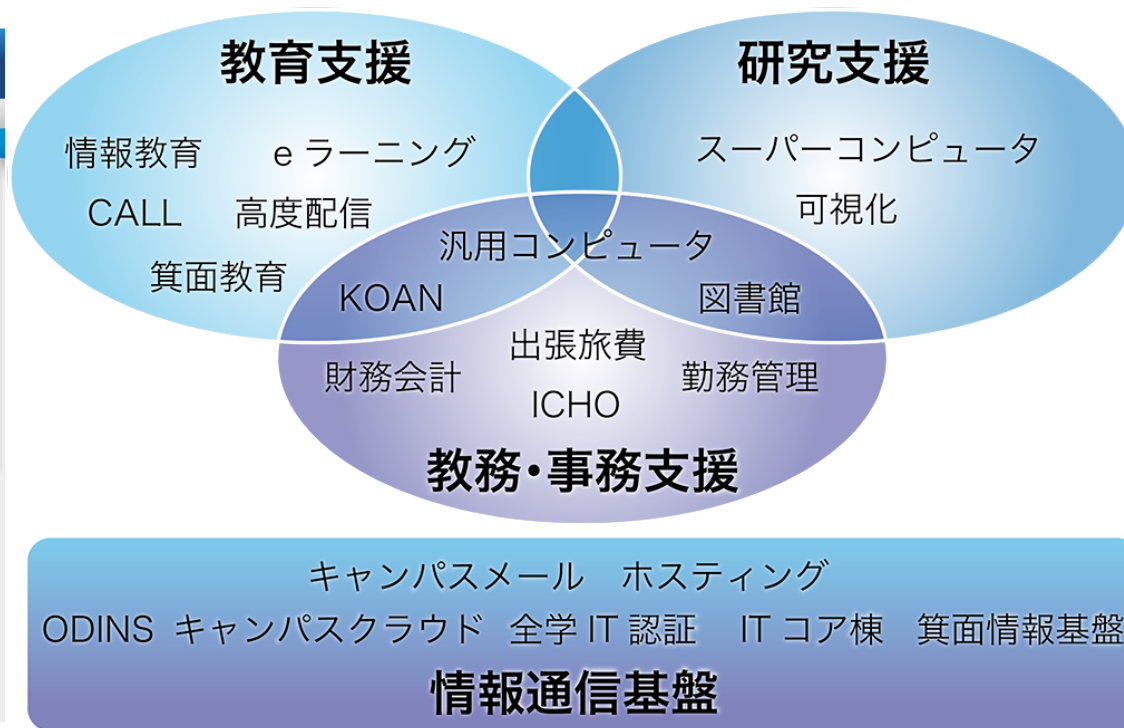 教育支援
研究支援
情報教育 e ラーニング
CALL 高度配信
箕面教育
スーパーコンピュータ
可視化
汎用コンピュータ
KOAN
図書館
出張旅費
財務会計
勤務管理
ICHO
教務・事務支援
キャンパスメール ホスティング
ODINS キャンパスクラウド 全学 IT 認証 IT コア棟 箕面情報基盤
情報通信基盤